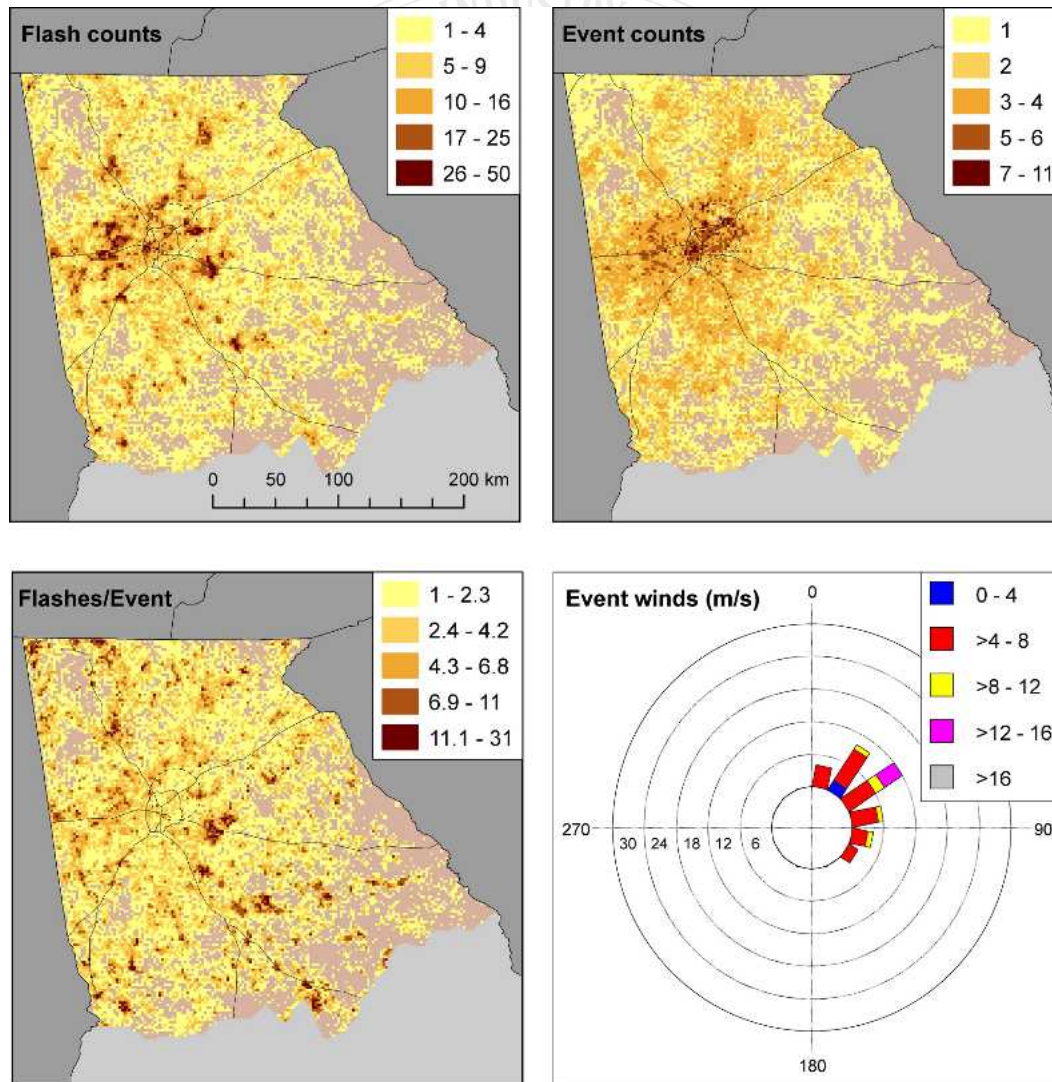 Flash counts
1 - 4
5 - 9
10 - 16
17 - 25
26 - 50
0 50 100 200 km
Event counts
1
2
3 - 4
5 - 6
7 - 11
Flashes/Event
1 - 2.3
2.4 - 4.2
4.3 - 6.8
6.9 - 11
11.1 - 31
Event winds (m/s)
0 - 4
>4 - 8
>8 - 12
>12 - 16
>16
0
270 30 24 18 12 6 90
180